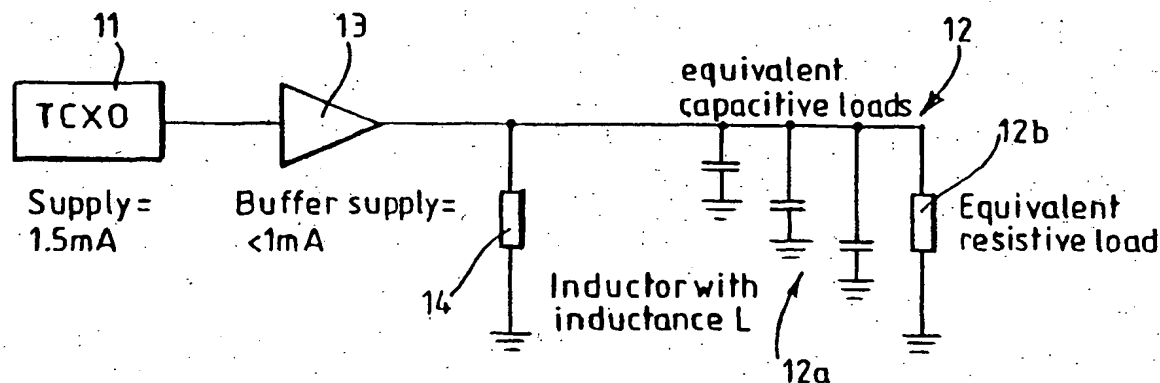 11
13
12
equivalent
capacitive loads
TCXO
12b
Supply=
1.5mA
Buffer supply=
<1mA
Equivalent
resistive load
14
Inductor with
inductance L
12a